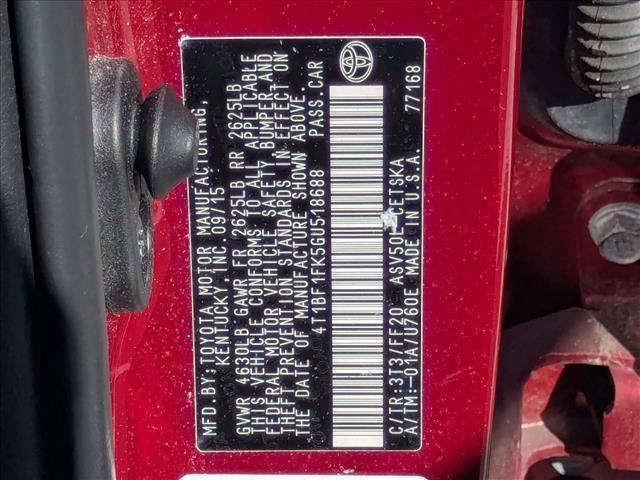 MFD. BY: TOYOTA MOTOR MANUFACTURING,
KENTUCKY, INC. 09/15
GVWR 4630LB GAWR FR 2625LB RR 2625LB
THIS VEHICLE CONFORMS TO ALL APPLICABLE
FEDERAL MOTOR VEHICLE SAFETY, BUMPER AND
THEFT PREVENTION STANDARDS IN EFFECT ON
THE DATE OF MANUFACTURE SHOWN ABOVE.
4T1BF1FK5GU518688 PASS.CAR
C/TR:3T3/FF20 ASV50L-CETSKA
A/TM:-01A/U760E MADE IN U.S.A. 77168